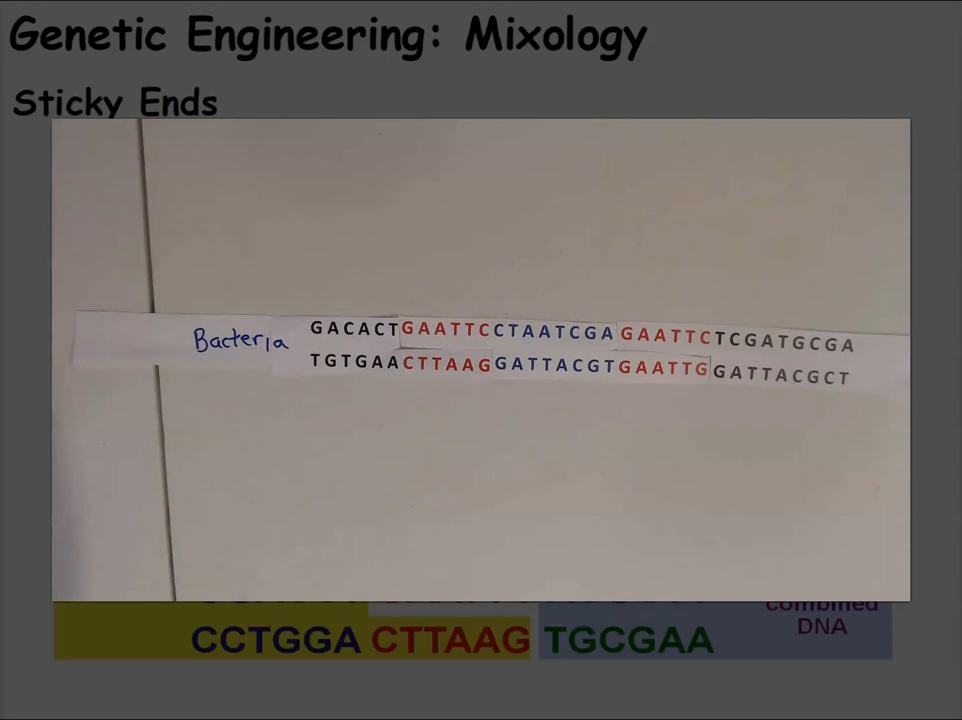 Genetic Engineering: Mixology
Sticky Ends
Bacteria
GACACTGAATTCCTAATCGAGAATTCTCGATGCGA
TGTGAACTTAAGGATTACGTGAATTGGATTACGCT
combined
CCTGGA CTTAAG TGCGAA
DNA